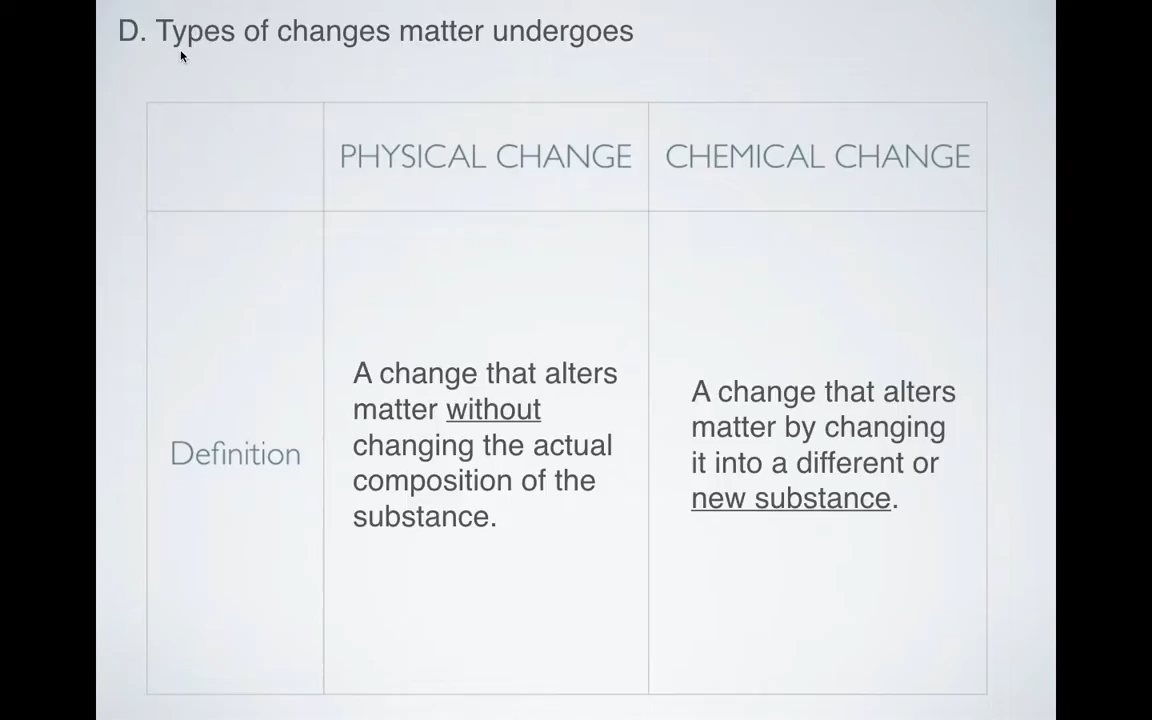 D. Types of changes matter undergoes
PHYSICAL CHANGE
CHEMICAL CHANGE
Definition
A change that alters
matter without
changing the actual
composition of the
substance.
A change that alters
matter by changing
it into a different or
new substance.